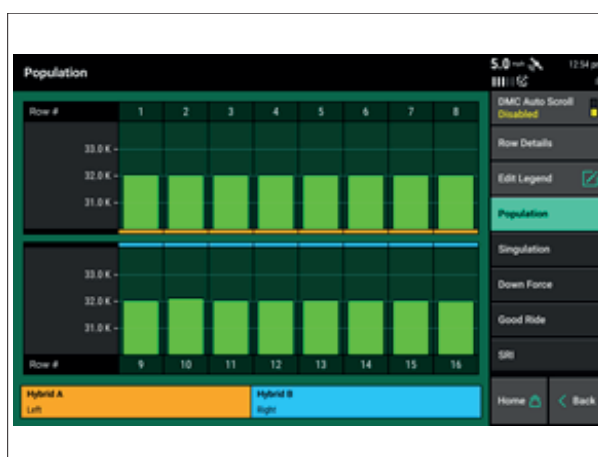 Population
5.0 mph
12:54 pm
Row # 1 2 3 4 5 6 7 8
33.0 K
32.0 K
31.0 K
33.0 K
32.0 K
31.0 K
Row # 9 10 11 12 13 14 15 16
Hybrid A
Left
Hybrid B
Right
DMC Auto Scroll
Disabled
Row Details
Edit Legend
Population
Singulation
Down Force
Good Ride
SRI
Home
Back